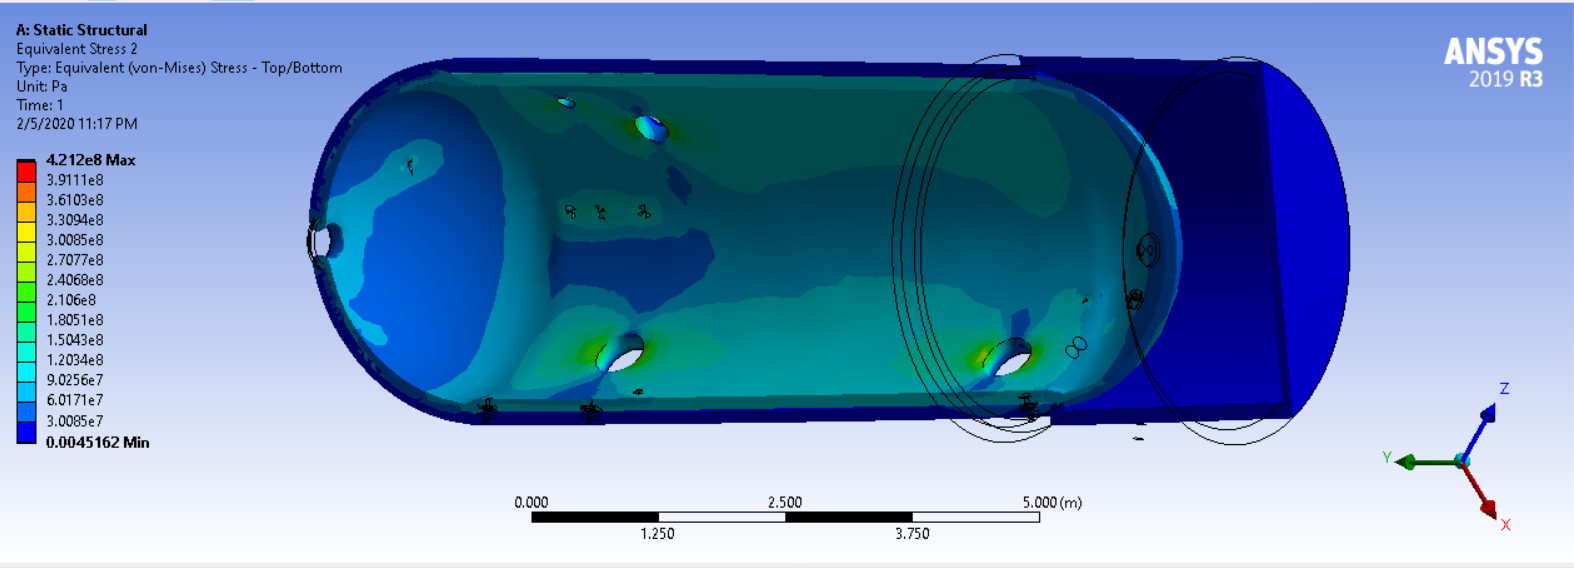 A: Static Structural
Equivalent Stress 2
Type: Equivalent (von-Mises) Stress - Top/Bottom
Unit: Pa
Time: 1
2/5/2020 11:17 PM
4.212e8 Max
3.9111e8
3.6103e8
3.3094e8
3.0085e8
2.7077e8
2.4068e8
2.106e8
1.8051e8
1.5043e8
1.2034e8
9.0256e7
6.0171e7
3.0085e7
0.0045162 Min
ANSYS
2019 R3
0.000 2.500 5.000 (m)
1.250 3.750
Z
Y
X